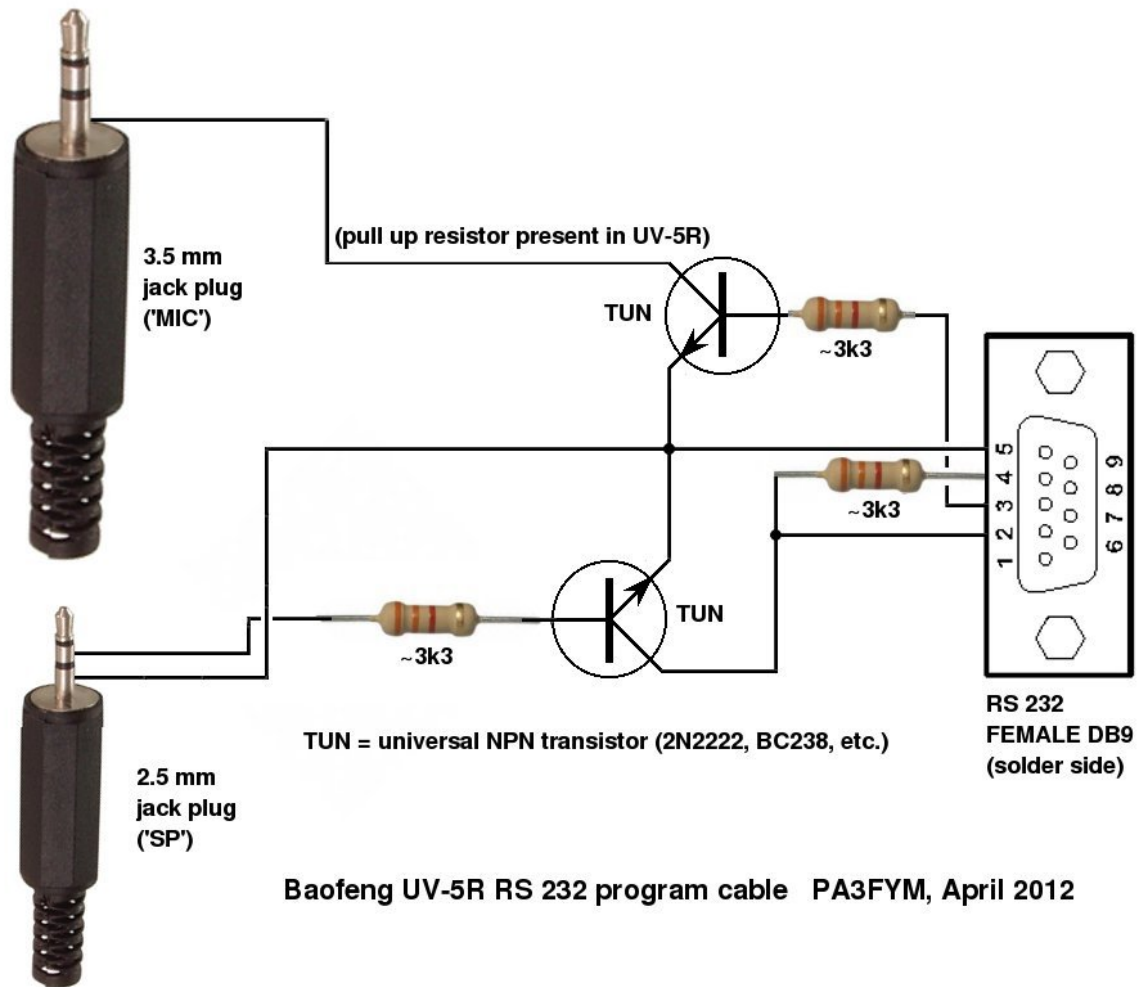 3.5 mm
jack plug
('MIC')
(pull up resistor present in UV-5R)
TUN
~3k3
5
4
3
2
1
9
8
7
6
~3k3
~3k3
TUN
RS 232
FEMALE DB9
(solder side)
TUN = universal NPN transistor (2N2222, BC238, etc.)
2.5 mm
jack plug
('SP')
Baofeng UV-5R RS 232 program cable PA3FYM, April 2012